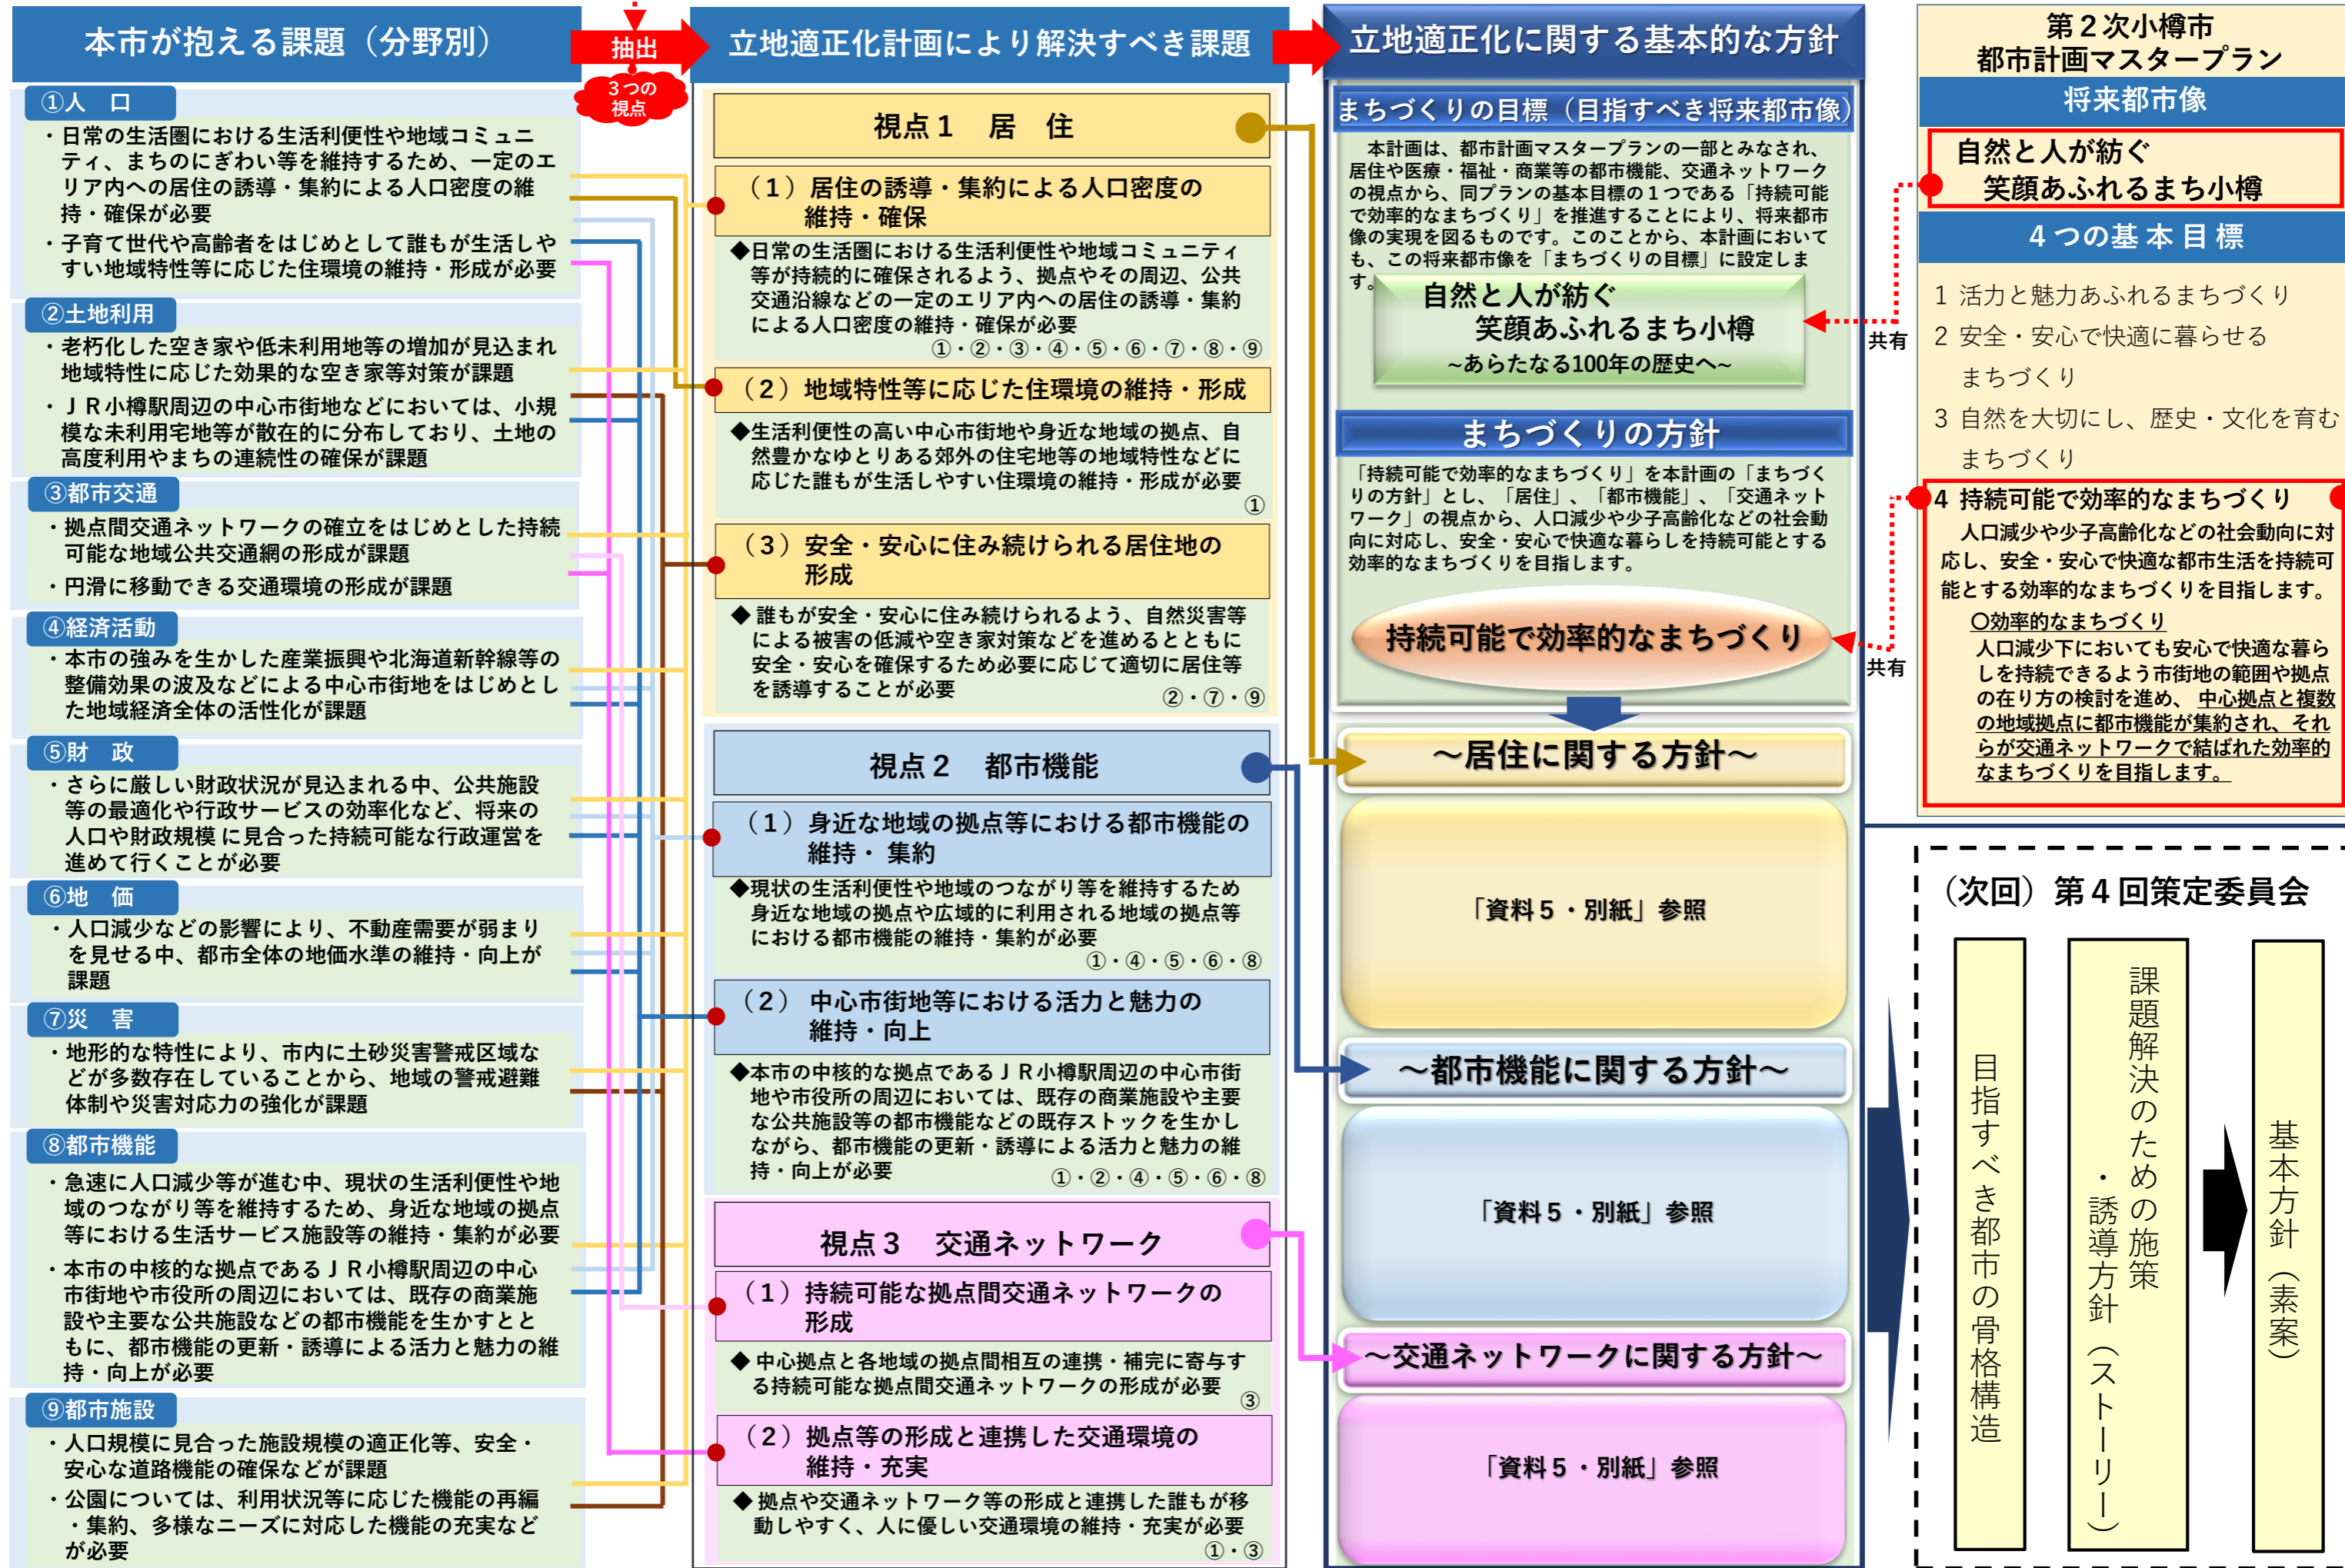 本市が抱える課題（分野別）
①人　口
・日常の生活圏における生活利便性や地域コミュニ
ティ、まちのにぎわい等を維持するため、一定のエ
リア内への居住の誘導・集約による人口密度の維
持・確保が必要
・子育て世代や高齢者をはじめとして誰もが生活しや
すい地域特性等に応じた住環境の維持・形成が必要
②土地利用
・老朽化した空き家や低未利用地等の増加が見込まれ
地域特性に応じた効果的な空き家等対策が課題
・ＪＲ小樽駅周辺の中心市街地などにおいては、小規
模な未利用宅地等が散在的に分布しており、土地の
高度利用やまちの連続性の確保が課題
③都市交通
・拠点間交通ネットワークの確立をはじめとした持続
可能な地域公共交通網の形成が課題
・円滑に移動できる交通環境の形成が課題
④経済活動
・本市の強みを生かした産業振興や北海道新幹線等の
整備効果の波及などによる中心市街地をはじめとし
た地域経済全体の活性化が課題
⑤財　政
・さらに厳しい財政状況が見込まれる中、公共施設
等の最適化や行政サービスの効率化など、将来の
人口や財政規模 に見合った持続可能な行政運営を
進めて行くことが必要
⑥地　価
・人口減少などの影響により、不動産需要が弱まり
を見せる中、都市全体の地価水準の維持・向上が
課題
⑦災　害
・地形的な特性により、市内に土砂災害警戒区域な
どが多数存在していることから、地域の警戒避難
体制や災害対応力の強化が課題
⑧都市機能
・急速に人口減少等が進む中、現状の生活利便性や地
域のつながり等を維持するため、身近な地域の拠点
等における生活サービス施設等の維持・集約が必要
・本市の中核的な拠点であるＪＲ小樽駅周辺の中心
市街地や市役所の周辺においては、既存の商業施
設や主要な公共施設などの都市機能を生かすとと
もに、都市機能の更新・誘導による活力と魅力の維
持・向上が必要
⑨都市施設
・人口規模に見合った施設規模の適正化等、安全・
安心な道路機能の確保などが課題
・公園については、利用状況等に応じた機能の再編
・集約、多様なニーズに対応した機能の充実など
が必要
抽出
３つの
視点
立地適正化計画により解決すべき課題
視点１　居　住
（１）居住の誘導・集約による人口密度の
維持・確保
◆日常の生活圏における生活利便性や地域コミュニティ
等が持続的に確保されるよう、拠点やその周辺、公共
交通沿線などの一定のエリア内への居住の誘導・集約
による人口密度の維持・確保が必要
①・②・③・④・⑤・⑥・⑦・⑧・⑨
（２）地域特性等に応じた住環境の維持・形成
◆生活利便性の高い中心市街地や身近な地域の拠点、自
然豊かなゆとりある郊外の住宅地等の地域特性などに
応じた誰もが生活しやすい住環境の維持・形成が必要
①
（３）安全・安心に住み続けられる居住地の
形成
◆ 誰もが安全・安心に住み続けられるよう、自然災害等
による被害の低減や空き家対策などを進めるとともに
安全・安心を確保するため必要に応じて適切に居住等
を誘導することが必要
②・⑦・⑨
視点２　都市機能
（１）身近な地域の拠点等における都市機能の
維持・ 集約
◆現状の生活利便性や地域のつながり等を維持するため
身近な地域の拠点や広域的に利用される地域の拠点等
における都市機能の維持・集約が必要
①・④・⑤・⑥・⑧
（２） 中心市街地等における活力と魅力の
維持・向上
◆本市の中核的な拠点であるＪＲ小樽駅周辺の中心市街
地や市役所の周辺においては、既存の商業施設や主要
な公共施設等の都市機能などの既存ストックを生かし
ながら、都市機能の更新・誘導による活力と魅力の維
持・向上が必要
①・②・④・⑤・⑥・⑧
視点３　交通ネットワーク
（１）持続可能な拠点間交通ネットワークの
形成
◆ 中心拠点と各地域の拠点間相互の連携・補完に寄与す
る持続可能な拠点間交通ネットワークの形成が必要
③
（２）拠点等の形成と連携した交通環境の
維持・充実
◆ 拠点や交通ネットワーク等の形成と連携した誰もが移
動しやすく、人に優しい交通環境の維持・充実が必要
①・③
立地適正化に関する基本的な方針
まちづくりの目標（目指すべき将来都市像）
本計画は、都市計画マスタープランの一部とみなされ、
居住や医療・福祉・商業等の都市機能、交通ネットワーク
の視点から、同プランの基本目標の１つである「持続可能
で効率的なまちづくり」を推進することにより、将来都市
像の実現を図るものです。このことから、本計画において
も、この将来都市像を「まちづくりの目標」に設定しま
す。
自然と人が紡ぐ
笑顔あふれるまち小樽
~あらたなる100年の歴史へ~
まちづくりの方針
「持続可能で効率的なまちづくり」を本計画の「まちづく
りの方針」とし、「居住」、「都市機能」、「交通ネット
ワーク」の視点から、人口減少や少子高齢化などの社会動
向に対応し、安全・安心で快適な暮らしを持続可能とする
効率的なまちづくりを目指します。
持続可能で効率的なまちづくり
～居住に関する方針～
「資料５・別紙」参照
～都市機能に関する方針～
「資料５・別紙」参照
～交通ネットワークに関する方針～
「資料５・別紙」参照
共有
共有
第２次小樽市
都市計画マスタープラン
将来都市像
自然と人が紡ぐ
笑顔あふれるまち小樽
４つの基本目標
1 活力と魅力あふれるまちづくり
2 安全・安心で快適に暮らせる
まちづくり
3 自然を大切にし、歴史・文化を育む
まちづくり
4 持続可能で効率的なまちづくり
人口減少や少子高齢化などの社会動向に対
応し、安全・安心で快適な都市生活を持続可
能とする効率的なまちづくりを目指します。
〇効率的なまちづくり
人口減少下においても安心で快適な暮ら
しを持続できるよう市街地の範囲や拠点
の在り方の検討を進め、 中心拠点と複数
の地域拠点に都市機能が集約され、それ
らが交通ネットワークで結ばれた効率的
なまちづくりを目指します。
（次回）第４回策定委員会
目指すべき都市の骨格構造
課題解決のための施策
・誘導方針（ストーリー）
基本方針（素案）